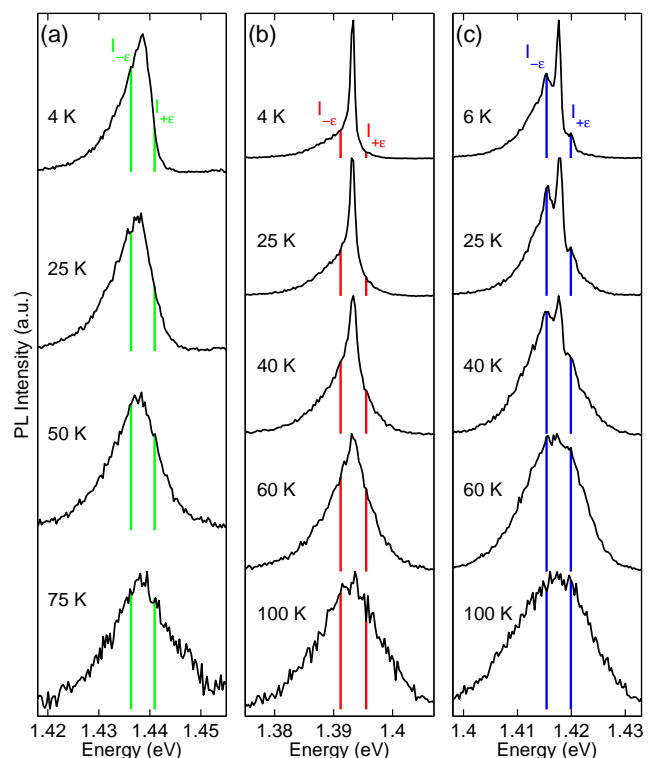 (a)
I−ε
I+ε
4 K
25 K
50 K
75 K
1.42 1.43 1.44 1.45
Energy (eV)
PL Intensity (a.u.)
(b)
I−ε
I+ε
4 K
25 K
40 K
60 K
100 K
1.38 1.39 1.4
Energy (eV)
(c)
I−ε
I+ε
6 K
25 K
40 K
60 K
100 K
1.4 1.41 1.42 1.43
Energy (eV)